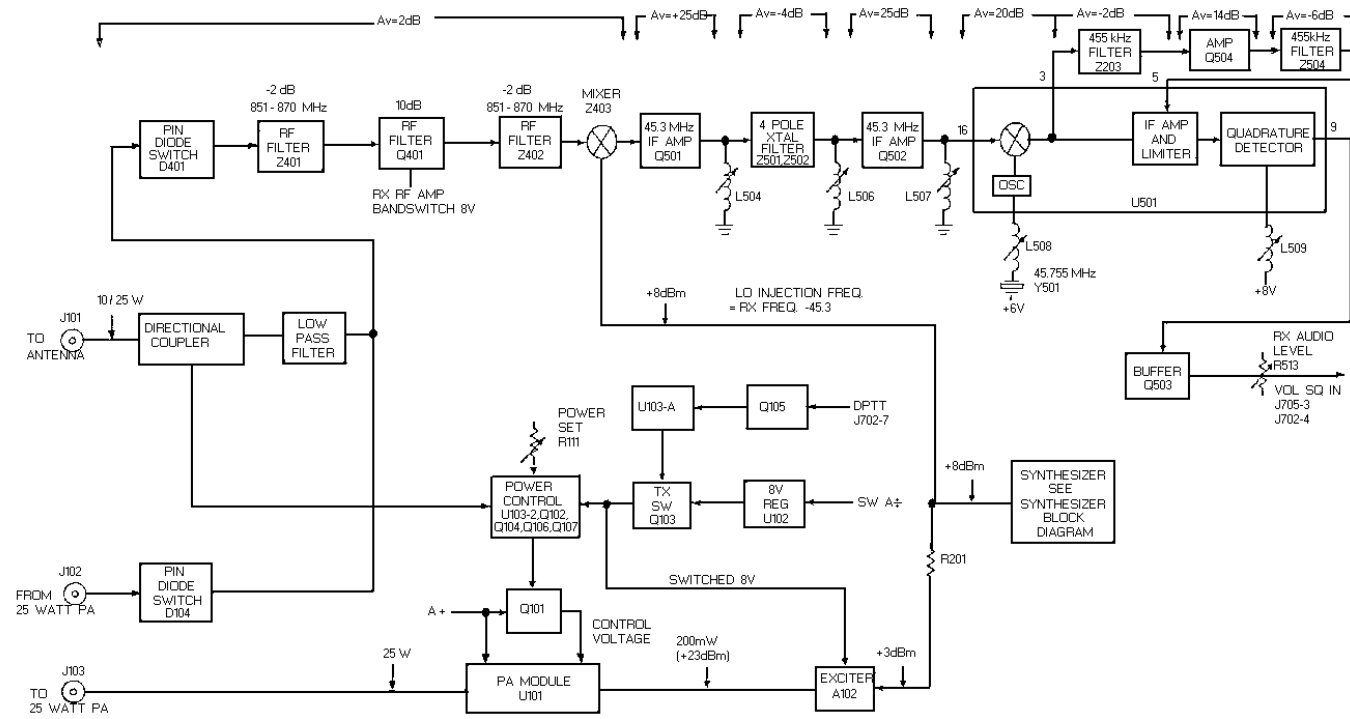 Av=2dB
Av=+25dB
Av=-4dB
Av=25dB
Av=20dB
Av=-2dB
Av=14dB
Av=-6dB
455 kHz
FILTER
Z203
AMP
Q504
455kHz
FILTER
Z504
3
5
-2 dB
851-870 MHz
10dB
-2 dB
851-870 MHz
MIXER
Z403
PIN
DIODE
SWITCH
D401
RF
FILTER
Z401
RF
FILTER
Q401
RF
FILTER
Z402
45.3 MHz
IF AMP
Q501
4 POLE
XTAL
FILTER
Z501,Z502
45.3 MHz
IF AMP
Q502
16
IF AMP
AND
LIMITER
QUADRATURE
DETECTOR
9
RX RF AMP
BANDSWITCH 8V
L504
L506
L507
OSC
U501
L508
45.755 MHz
Y501
+6V
L509
+8V
+8dBm
LO INJECTION FREQ.
= RX FREQ. -45.3
10/25 W
J101
TO
ANTENNA
DIRECTIONAL
COUPLER
LOW
PASS
FILTER
RX AUDIO
LEVEL
R513
BUFFER
Q503
VOL SQ IN
J705-3
J702-4
POWER
SET
R111
U103-A
Q105
DPTT
J702-7
POWER
CONTROL
U103-2,Q102,
Q104,Q106,Q107
TX
SW
Q103
8V
REG
U102
SW A÷
+8dBm
SYNTHESIZER
SEE
SYNTHESIZER
BLOCK
DIAGRAM
R201
J102
FROM
25 WATT PA
PIN
DIODE
SWITCH
D104
SWITCHED 8V
A +
Q101
CONTROL
VOLTAGE
25 W
200mW
(+23dBm)
+3dBm
J103
TO
25 WATT PA
PA MODULE
U101
EXCITER
A102